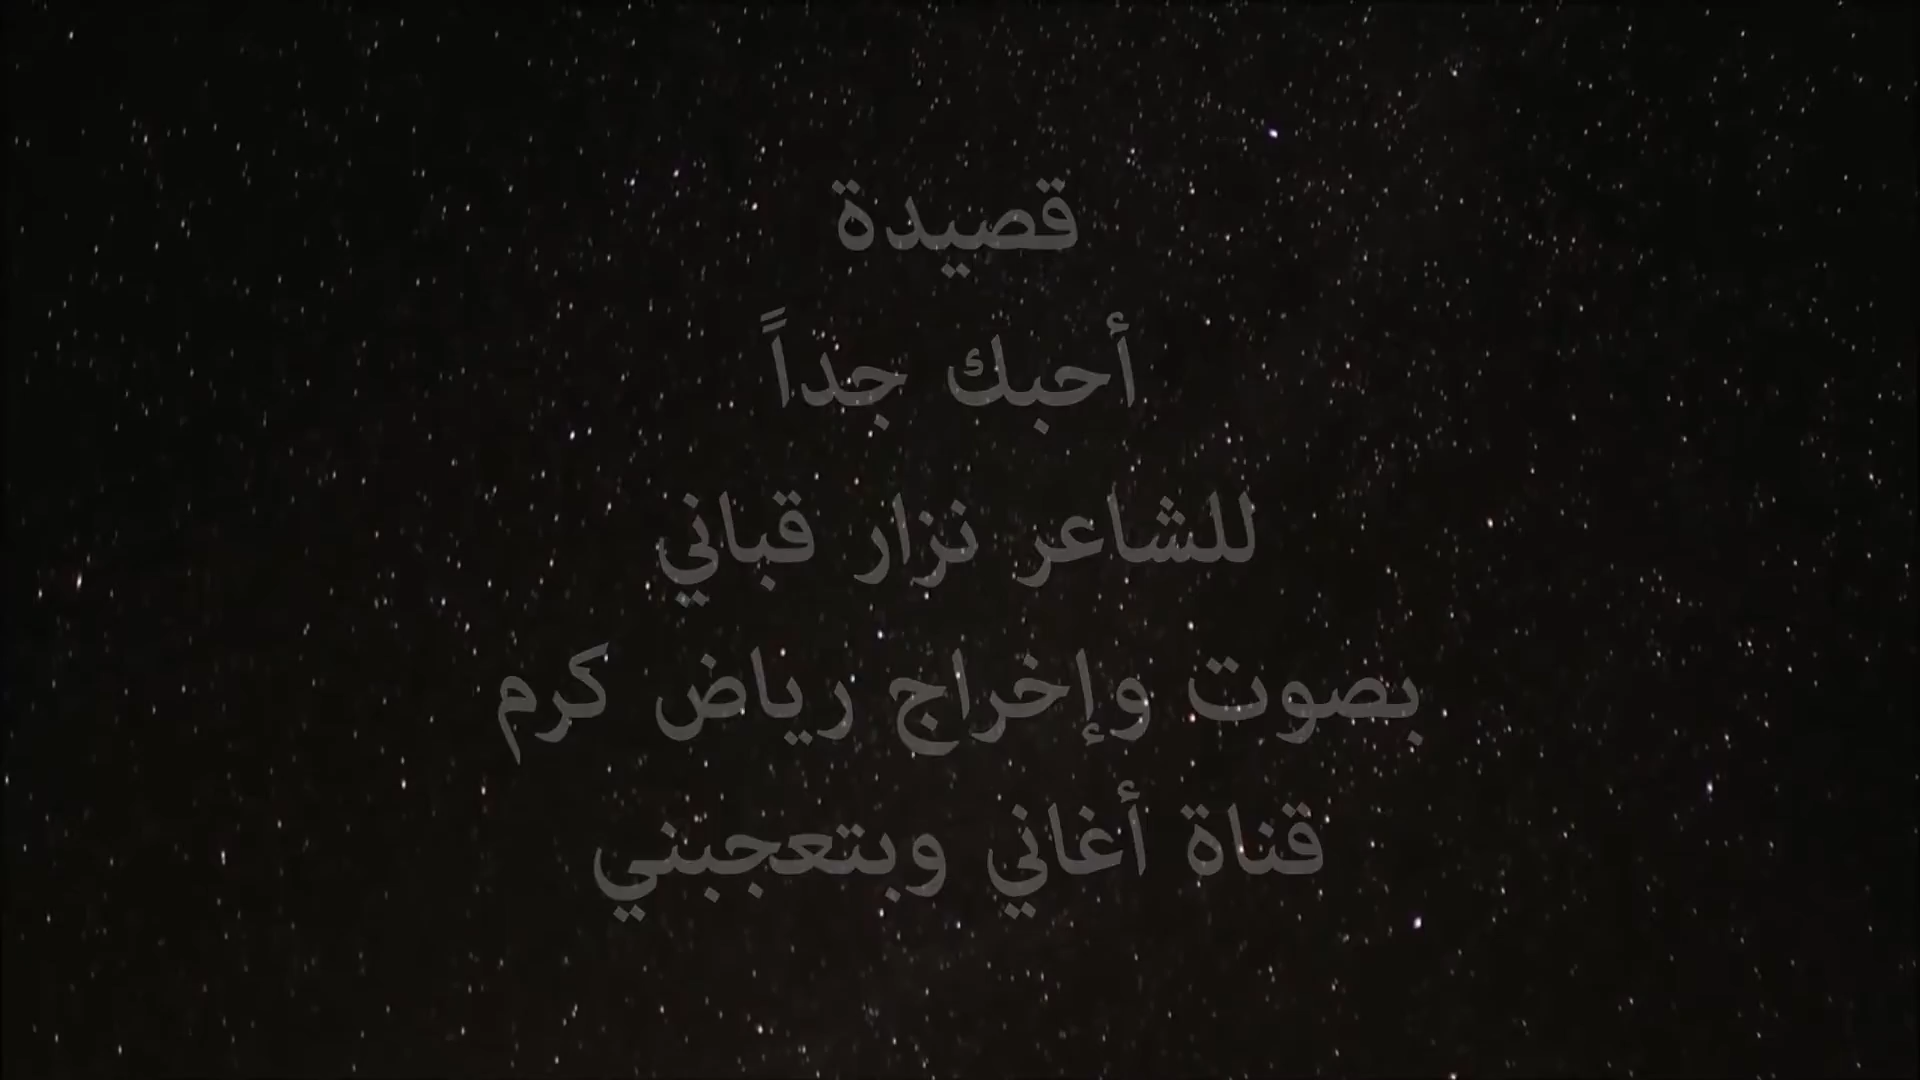 قصيدة
أحبك جداً
للشاعر نزار قباني
بصوت وإخراج رياض كرم
قناة أغاني وبتعجبني